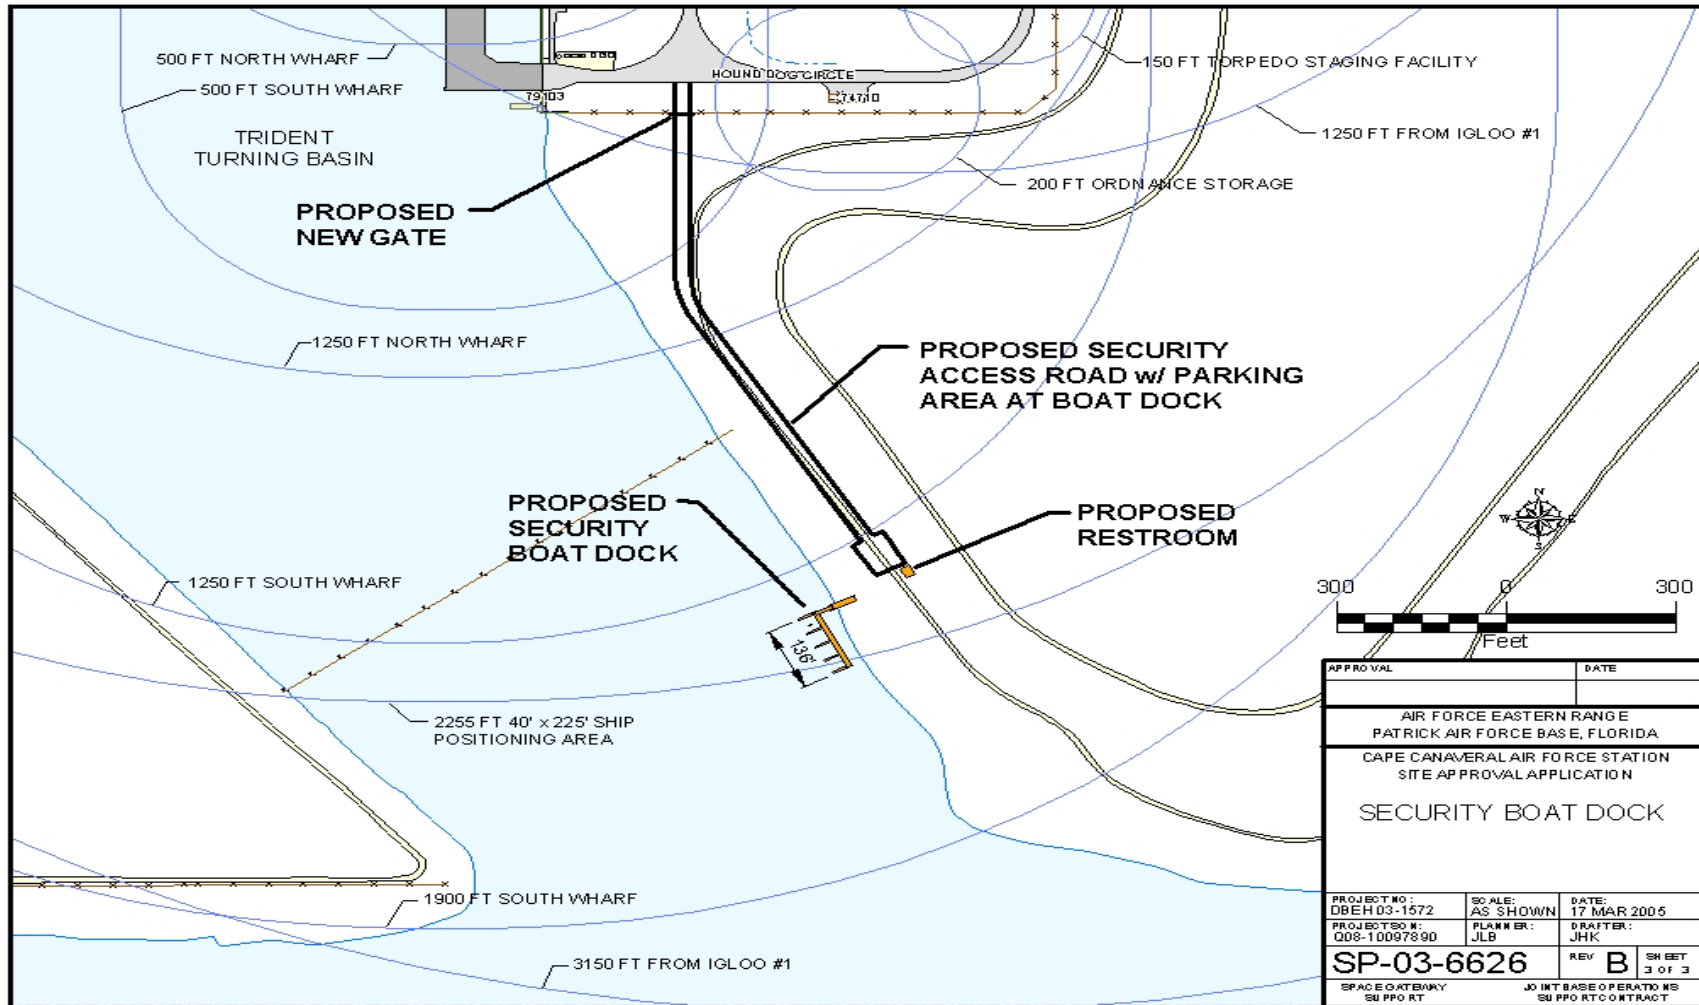 500 FT NORTH WHARF
500 FT SOUTH WHARF
TRIDENT
TURNING BASIN
79103
HOUND DOG CIRCLE
150 FT TORPEDO STAGING FACILITY
1250 FT FROM IGLOO #1
200 FT ORDNANCE STORAGE
PROPOSED
NEW GATE
1250 FT NORTH WHARF
PROPOSED SECURITY
ACCESS ROAD w/ PARKING
AREA AT BOAT DOCK
PROPOSED
SECURITY
BOAT DOCK
PROPOSED
RESTROOM
N
W
E
S
1250 FT SOUTH WHARF
136'
300
0
300
Feet
2255 FT 40' x 225' SHIP
POSITIONING AREA
1900 FT SOUTH WHARF
3150 FT FROM IGLOO #1
APPROVAL
DATE
AIR FORCE EASTERN RANGE
PATRICK AIR FORCE BASE, FLORIDA
CAPE CANAVERAL AIR FORCE STATION
SITE APPROVAL APPLICATION
SECURITY BOAT DOCK
PROJECT NO:
DBEH03-1572
SCALE:
AS SHOWN
DATE:
17 MAR 2005
PROJECTSON:
Q08-10097890
PLANNER:
JLB
DRAFTER:
JHK
SP-03-6626
REV B
SHEET
3 OF 3
SPACE GATEWAY
SUPPORT
JOINT BASE OPERATIONS
SUPPORT CONTRACT